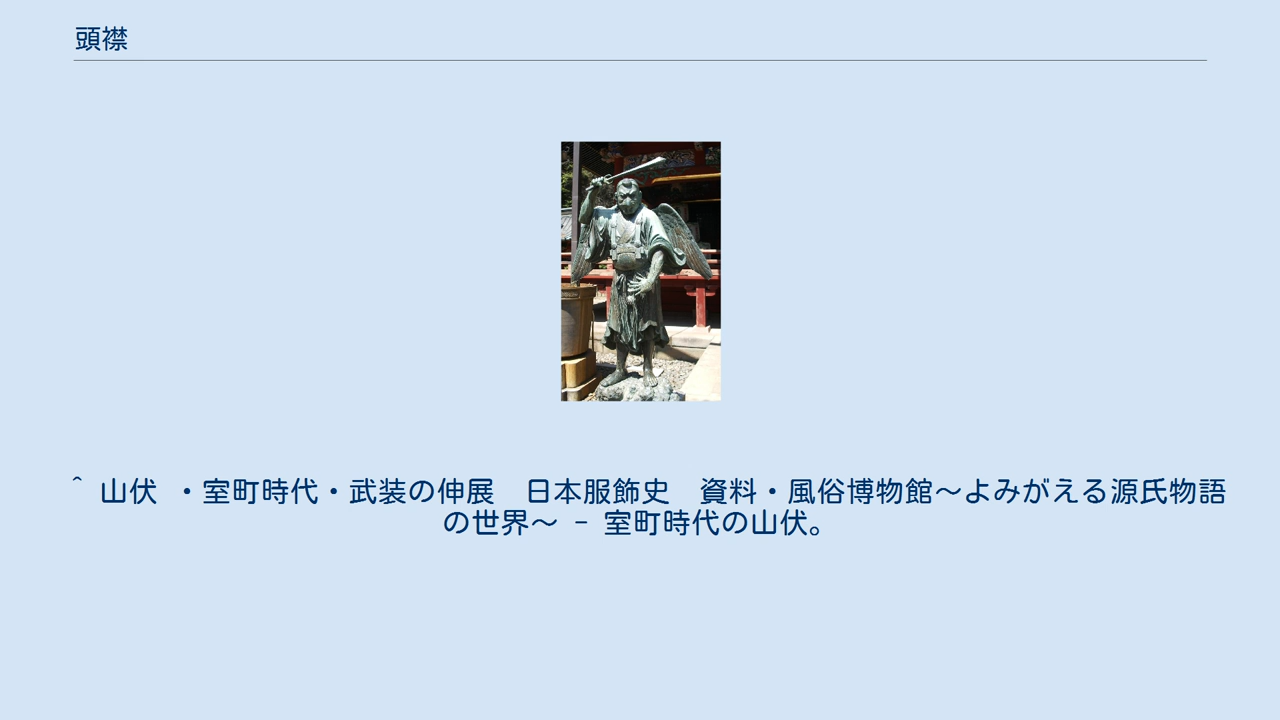 頭襟
^ 山伏 ・室町時代・武装の伸展　日本服飾史　資料・風俗博物館～よみがえる源氏物語
の世界～ - 室町時代の山伏。